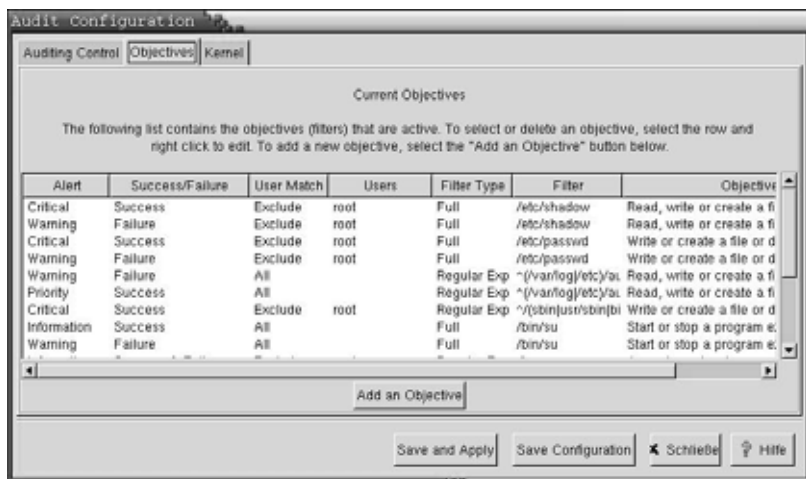 Audit Configuration
Auditing Control Objectives Kernel
Current Objectives
The following list contains the objectives (filters) that are active. To select or delete an objective, select the row and
right click to edit. To add a new objective, select the "Add an Objective" button below.
Alert Success/Failure User Match Users Filter Type Filter Objective
Critical Success Exclude root Full /etc/shadow Read, write or create a fi
Warning Failure Exclude root Full /etc/shadow Read, write or create a fi
Critical Success Exclude root Full /etc/passwd Write or create a file or d
Warning Failure Exclude root Full /etc/passwd Write or create a file or d
Warning Failure All Regular Exp ^(/var/log|/etc)/au Read, write or create a fi
Priority Success All Regular Exp ^(/var/log|/etc)/au Read, write or create a fi
Critical Success Exclude root Regular Exp ^/(sbin|usr/sbin|bi Write or create a file or d
Information Success All Full /bin/su Start or stop a program e
Warning Failure All Full /bin/su Start or stop a program e
Add an Objective
Save and Apply Save Configuration Schließe Hilfe